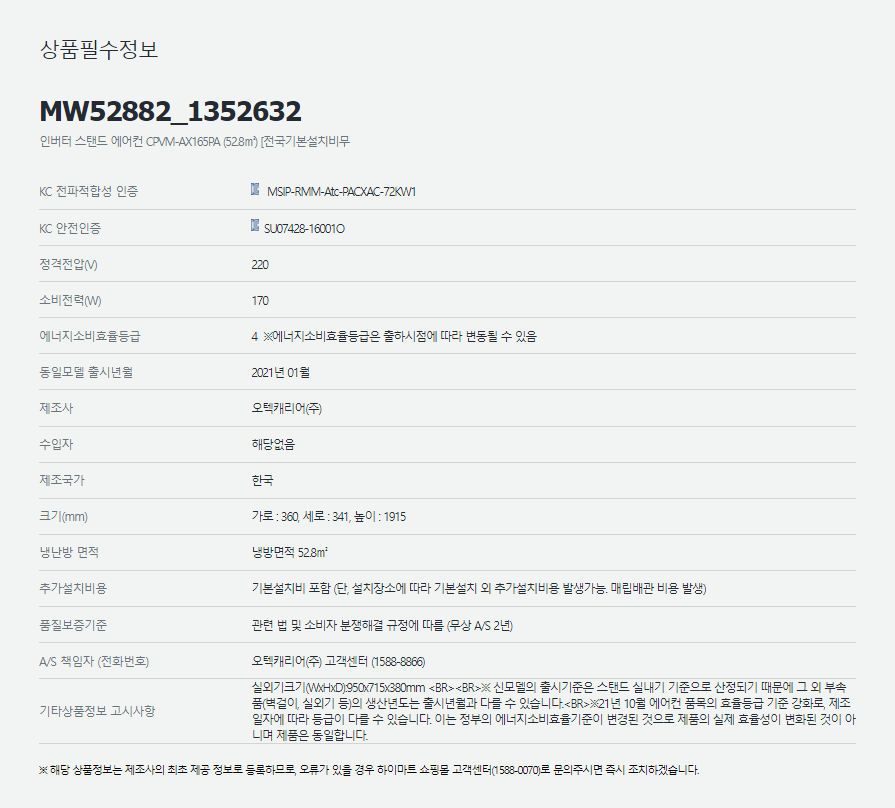 상품필수정보
MW52882_1352632
인버터 스탠드 에어컨 CPVM-AX165PA (52.8㎡) [전국기본설치비무
KC 전파적합성 인증 MSIP-RMM-Atc-PACXAC-72KW1
KC 안전인증 SU07428-16001O
정격전압(V) 220
소비전력(W) 170
에너지소비효율등급 4 ※에너지소비효율등급은 출하시점에 따라 변동될 수 있음
동일모델 출시년월 2021년 01월
제조사 오텍캐리어(주)
수입자 해당없음
제조국가 한국
크기(mm) 가로 : 360, 세로 : 341, 높이 : 1915
냉난방 면적 냉방면적 52.8㎡
추가설치비용 기본설치비 포함 (단, 설치장소에 따라 기본설치 외 추가설치비용 발생가능. 매립배관 비용 발생)
품질보증기준 관련 법 및 소비자 분쟁해결 규정에 따름 (무상 A/S 2년)
A/S 책임자 (전화번호) 오텍캐리어(주) 고객센터 (1588-8866)
기타상품정보 고시사항 실외기크기(WxHxD):950x715x380mm <BR><BR>※ 신모델의 출시기준은 스탠드 실내기 기준으로 산정되기 때문에 그 외 부속
품(벽걸이, 실외기 등)의 생산년도는 출시년월과 다를 수 있습니다.<BR>※21년 10월 에어컨 품목의 효율등급 기준 강화로, 제조
일자에 따라 등급이 다를 수 있습니다. 이는 정부의 에너지소비효율기준이 변경된 것으로 제품의 실제 효율성이 변화된 것이 아
니며 제품은 동일합니다.
※ 해당 상품정보는 제조사의 최초 제공 정보로 등록하므로, 오류가 있을 경우 하이마트 쇼핑몰 고객센터(1588-0070)로 문의주시면 즉시 조치하겠습니다.